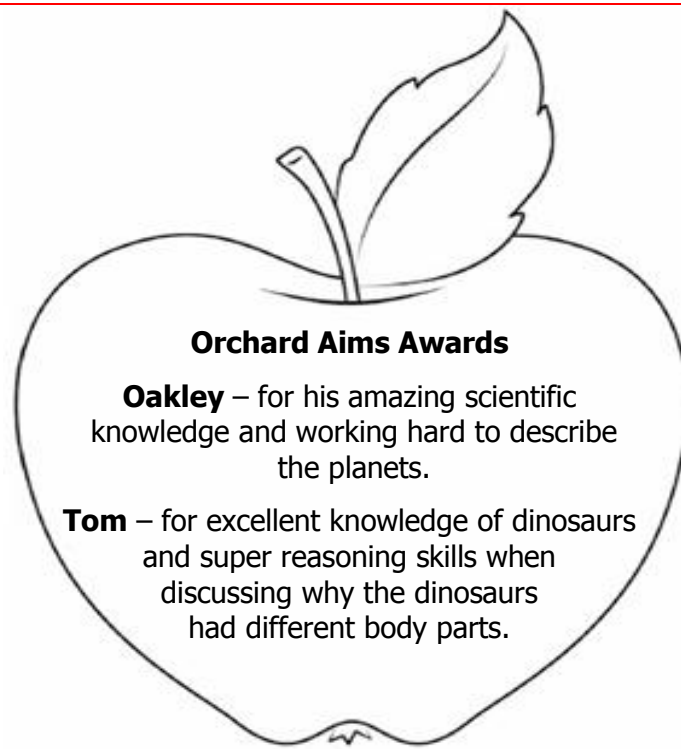 Orchard Aims Awards
Oakley – for his amazing scientific
knowledge and working hard to describe
the planets.
Tom – for excellent knowledge of dinosaurs
and super reasoning skills when
discussing why the dinosaurs
had different body parts.